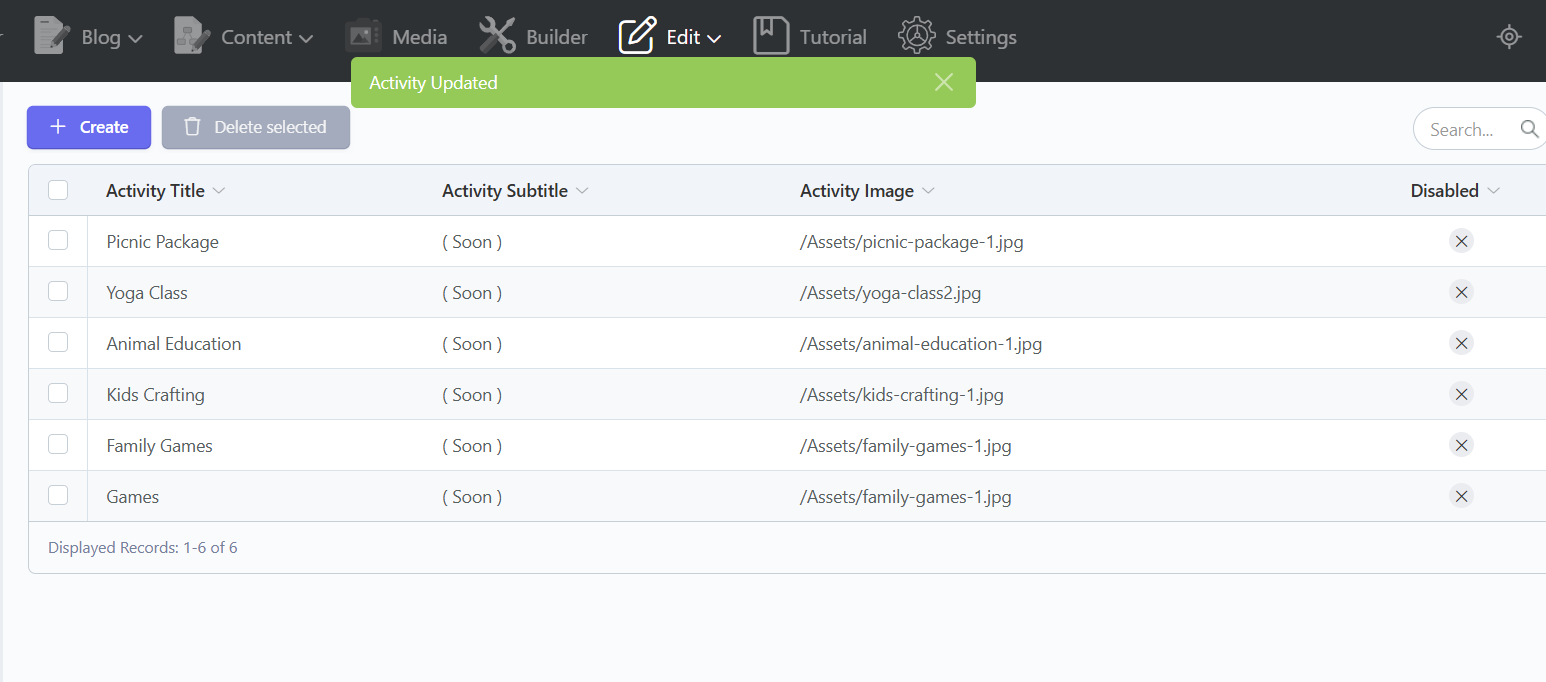 Blog Content Media Builder Edit Tutorial Settings
Activity Updated
Create Delete selected Search...
Activity Title Activity Subtitle Activity Image Disabled
Picnic Package ( Soon ) /Assets/picnic-package-1.jpg
Yoga Class ( Soon ) /Assets/yoga-class2.jpg
Animal Education ( Soon ) /Assets/animal-education-1.jpg
Kids Crafting ( Soon ) /Assets/kids-crafting-1.jpg
Family Games ( Soon ) /Assets/family-games-1.jpg
Games ( Soon ) /Assets/family-games-1.jpg
Displayed Records: 1-6 of 6